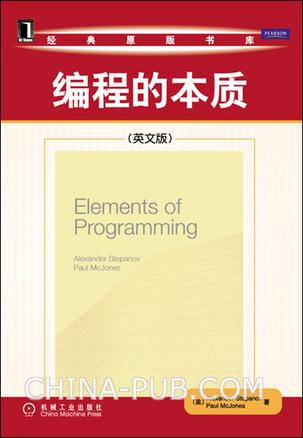 经典原版书库
PEARSON
编程的本质
(英文版)
Elements of
Programming
Alexander Stepanov
Paul McJones
CHINA-PUB.COM
(美) Alexander Stepanov
Paul McJones 著
机械工业出版社
China Machine Press